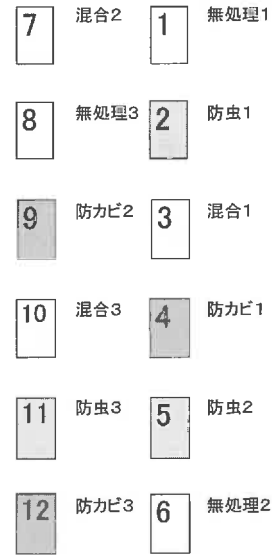 7 混合2 1 無処理1
8 無処理3 2 防虫1
9 防カビ2 3 混合1
10 混合3 4 防カビ1
11 防虫3 5 防虫2
12 防カビ3 6 無処理2